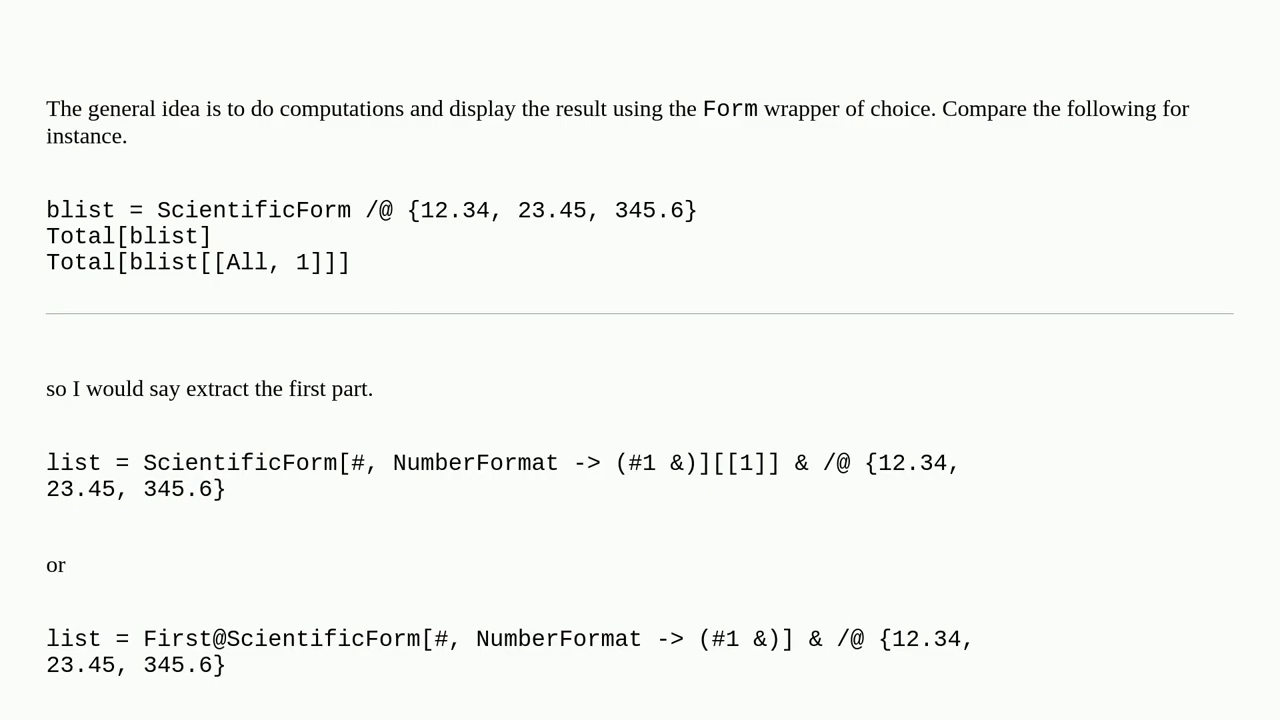 The general idea is to do computations and display the result using the Form wrapper of choice. Compare the following for
instance.
blist = ScientificForm /@ {12.34, 23.45, 345.6}
Total[blist]
Total[blist[[All, 1]]]
so I would say extract the first part.
list = ScientificForm[#, NumberFormat -> (#1 &)][[1]] & /@ {12.34,
23.45, 345.6}
or
list = First@ScientificForm[#, NumberFormat -> (#1 &)] & /@ {12.34,
23.45, 345.6}